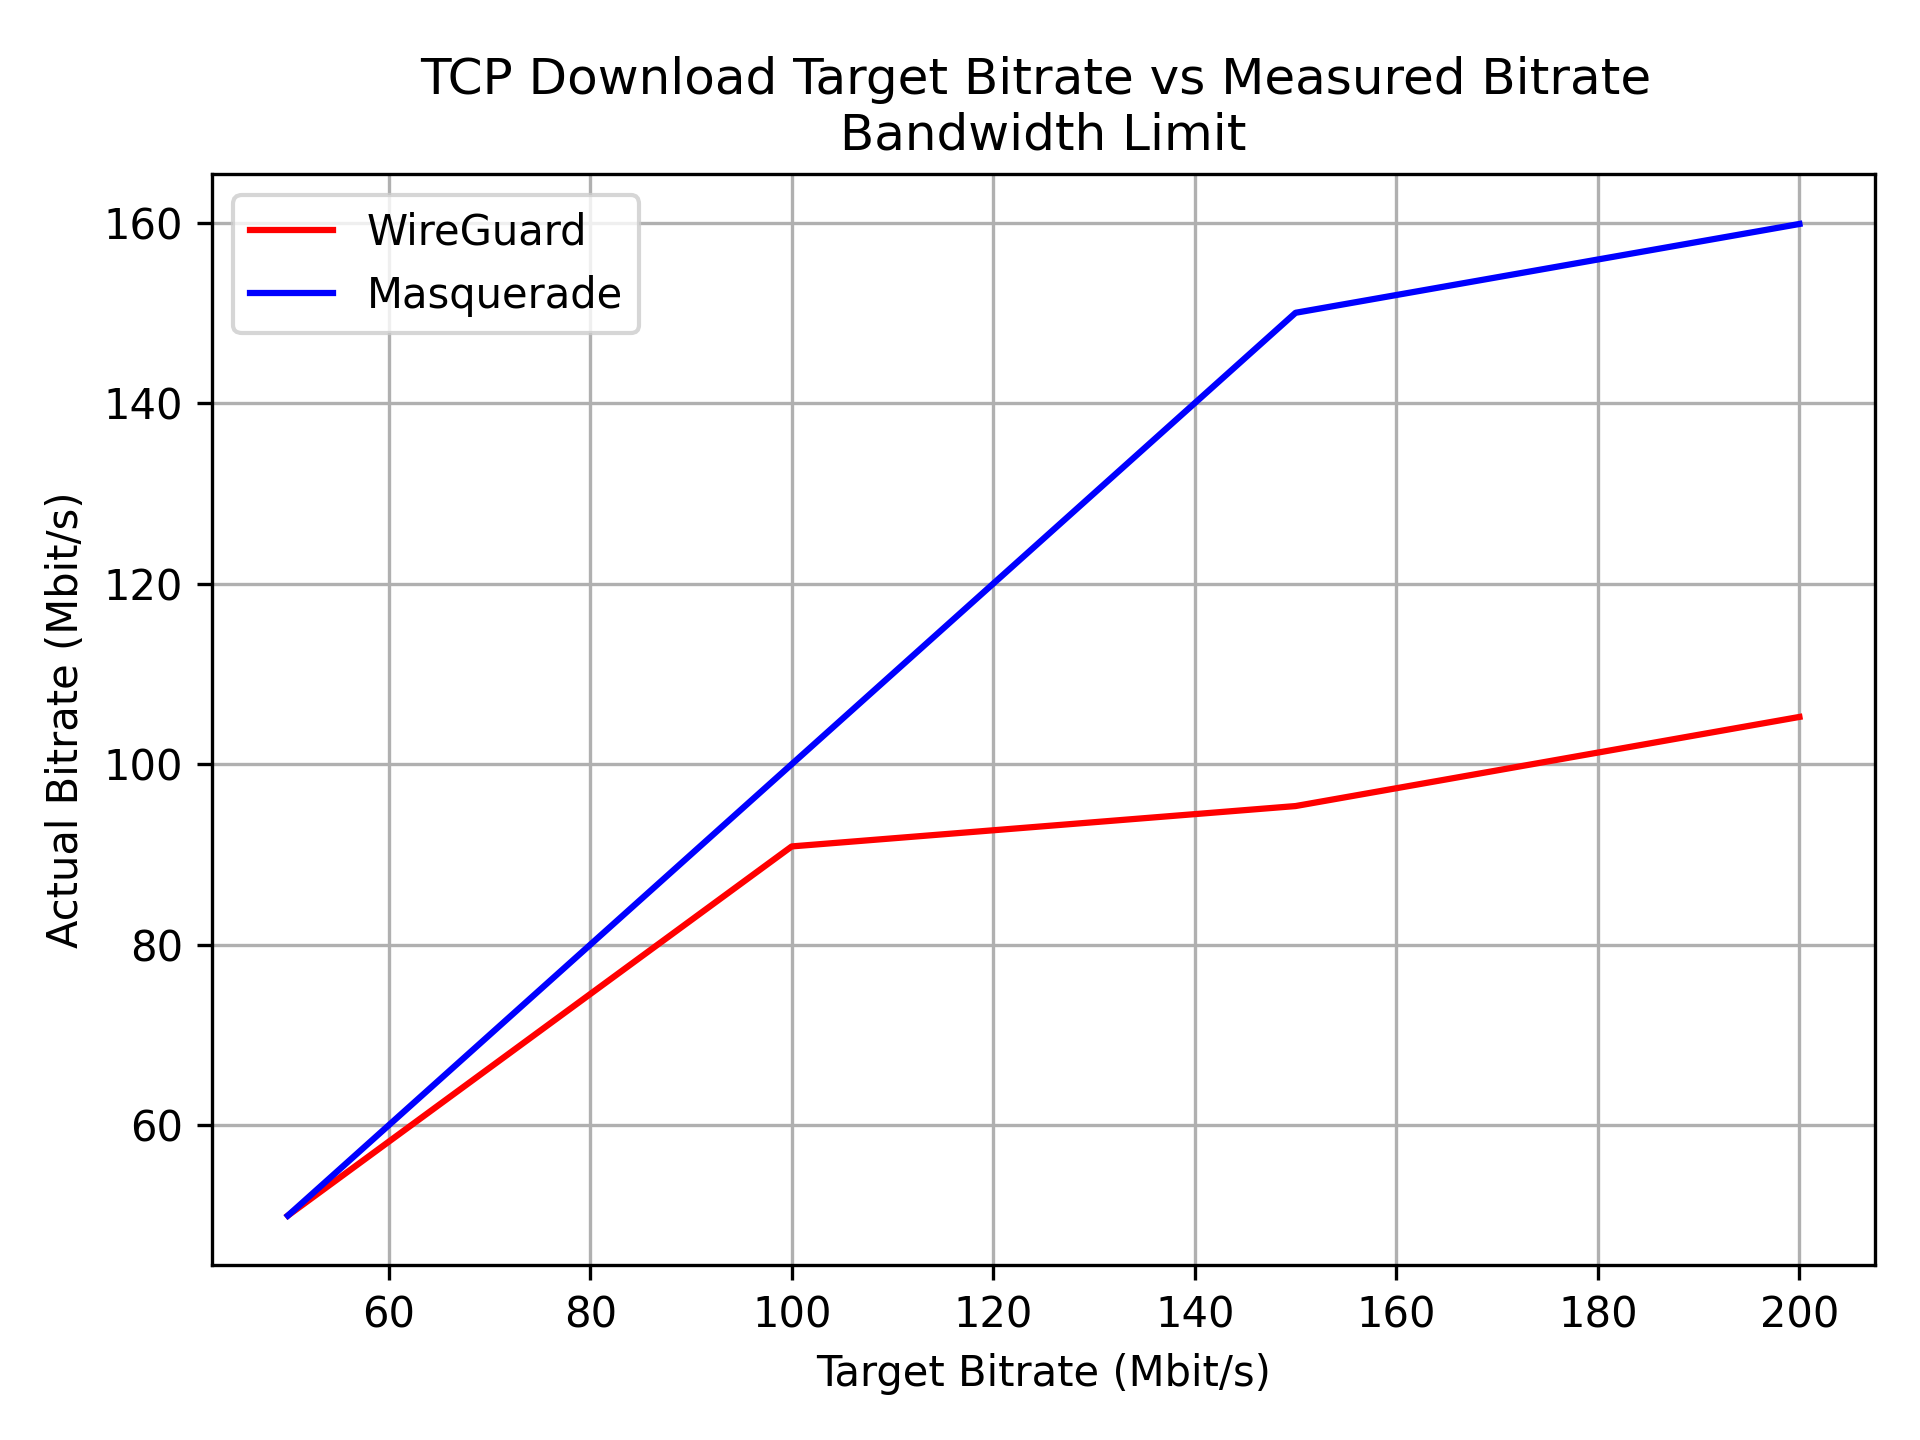 TCP Download Target Bitrate vs Measured Bitrate
Bandwidth Limit
WireGuard
Masquerade
Actual Bitrate (Mbit/s)
160
140
120
100
80
60
60 80 100 120 140 160 180 200
Target Bitrate (Mbit/s)